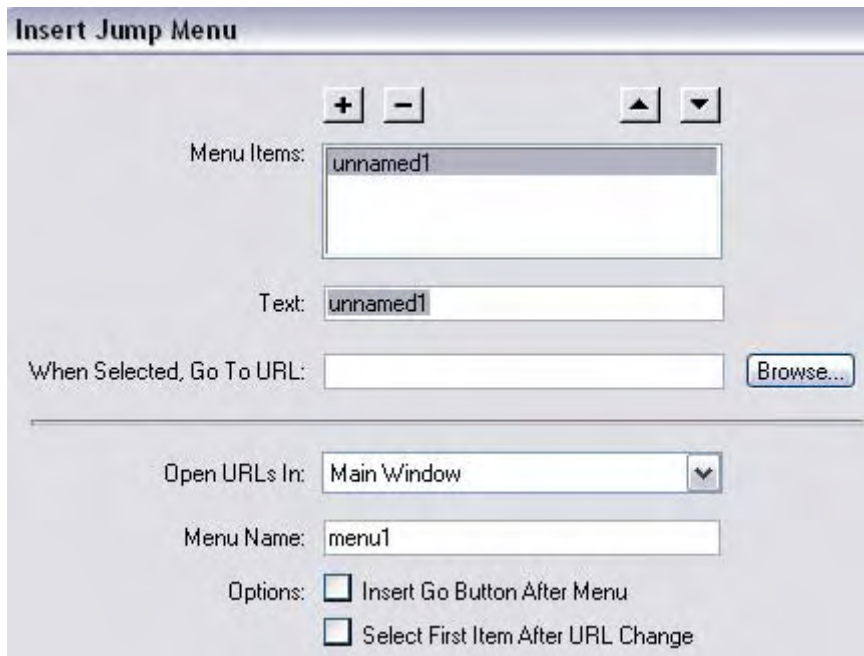 Insert Jump Menu
+ −
Menu Items: unnamed1
Text: unnamed1
When Selected, Go To URL: Browse...
Open URLs In: Main Window
Menu Name: menu1
Options: Insert Go Button After Menu
Select First Item After URL Change